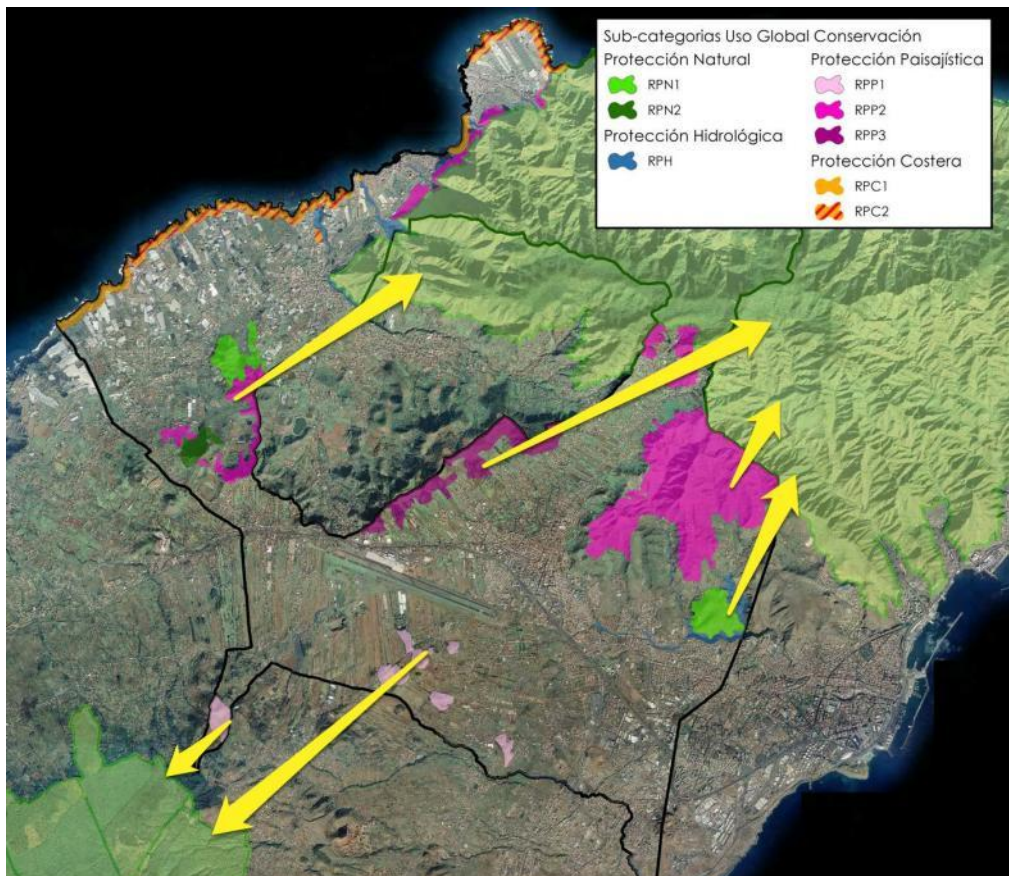 Sub-categorias Uso Global Conservación
Protección Natural
RPN1
RPN2
Protección Hidrológica
RPH
Protección Paisajística
RPP1
RPP2
RPP3
Protección Costera
RPC1
RPC2